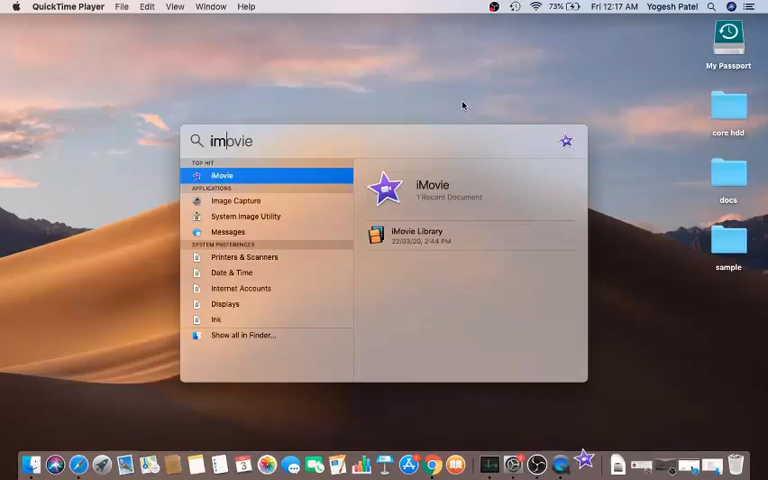 QuickTime Player File Edit View Window Help 73% Fri 12:17 AM Yogesh Patel
My Passport
core hdd
docs
sample
imovie
TOP HIT
iMovie
APPLICATIONS
Image Capture
System Image Utility
Messages
SYSTEM PREFERENCES
Printers & Scanners
Date & Time
Internet Accounts
Displays
Ink
Show all in Finder...
iMovie
1 Recent Document
iMovie Library
22/03/20, 2:44 PM
3